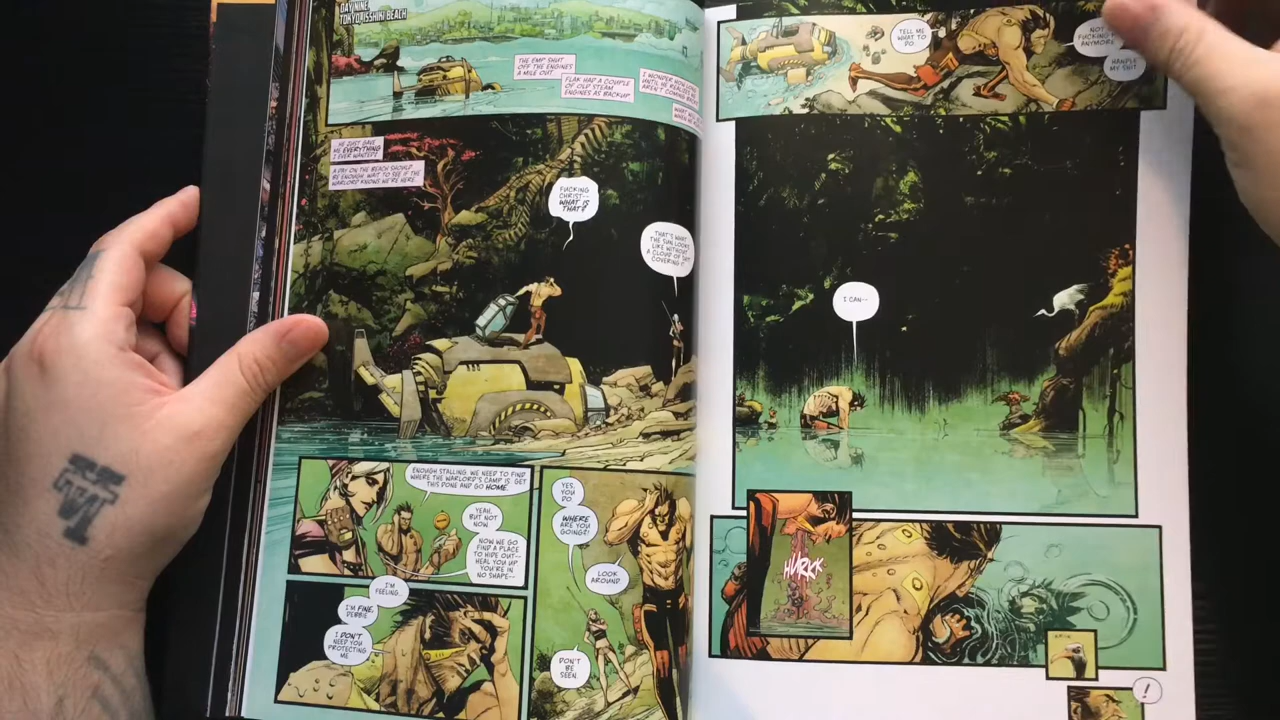 DAY NINE,
TOKYO. ISSHIKI BEACH
THE EMP SHUT
OFF THE ENGINES
A MILE OUT.
FLAK HAD A COUPLE
OF OLD STEAM
ENGINES AS BACKUP.
I WONDER HOW LONG
UNTIL HE REALIZES WE
AREN'T COMING BACK?
HE JUST GAVE
ME EVERYTHING
I EVER WANTED?
A DAY ON THE BEACH SHOULD
BE ENOUGH. WAIT TO SEE IF THE
WARLORD KNOWS WE'RE HERE.
FUCKING
CHRIST--
WHAT IS
THAT?
THAT'S WHAT
THE SUN LOOKS
LIKE WITHOUT
A CLOUD OF SHIT
COVERING IT.
ENOUGH STALLING. WE NEED TO FIND
WHERE THE WARLORD'S CAMP IS. GET
THIS DONE AND GO HOME.
YEAH,
BUT NOT
NOW.
NOW WE GO
FIND A PLACE
TO HIDE OUT--
HEAL YOU UP
YOU'RE IN
NO SHAPE--
I'M
FEELING..
I'M FINE,
DEBBIE
I DON'T
NEED YOU
PROTECTING
ME
YES,
YOU
DO.
WHERE
ARE YOU
GOING?!
LOOK
AROUND.
DON'T
BE
SEEN.
TELL ME
WHAT TO
DO.
NOT
FUCKING
ANYMORE
HANDLE
MY SHIT.
I CAN--
HURKK
!